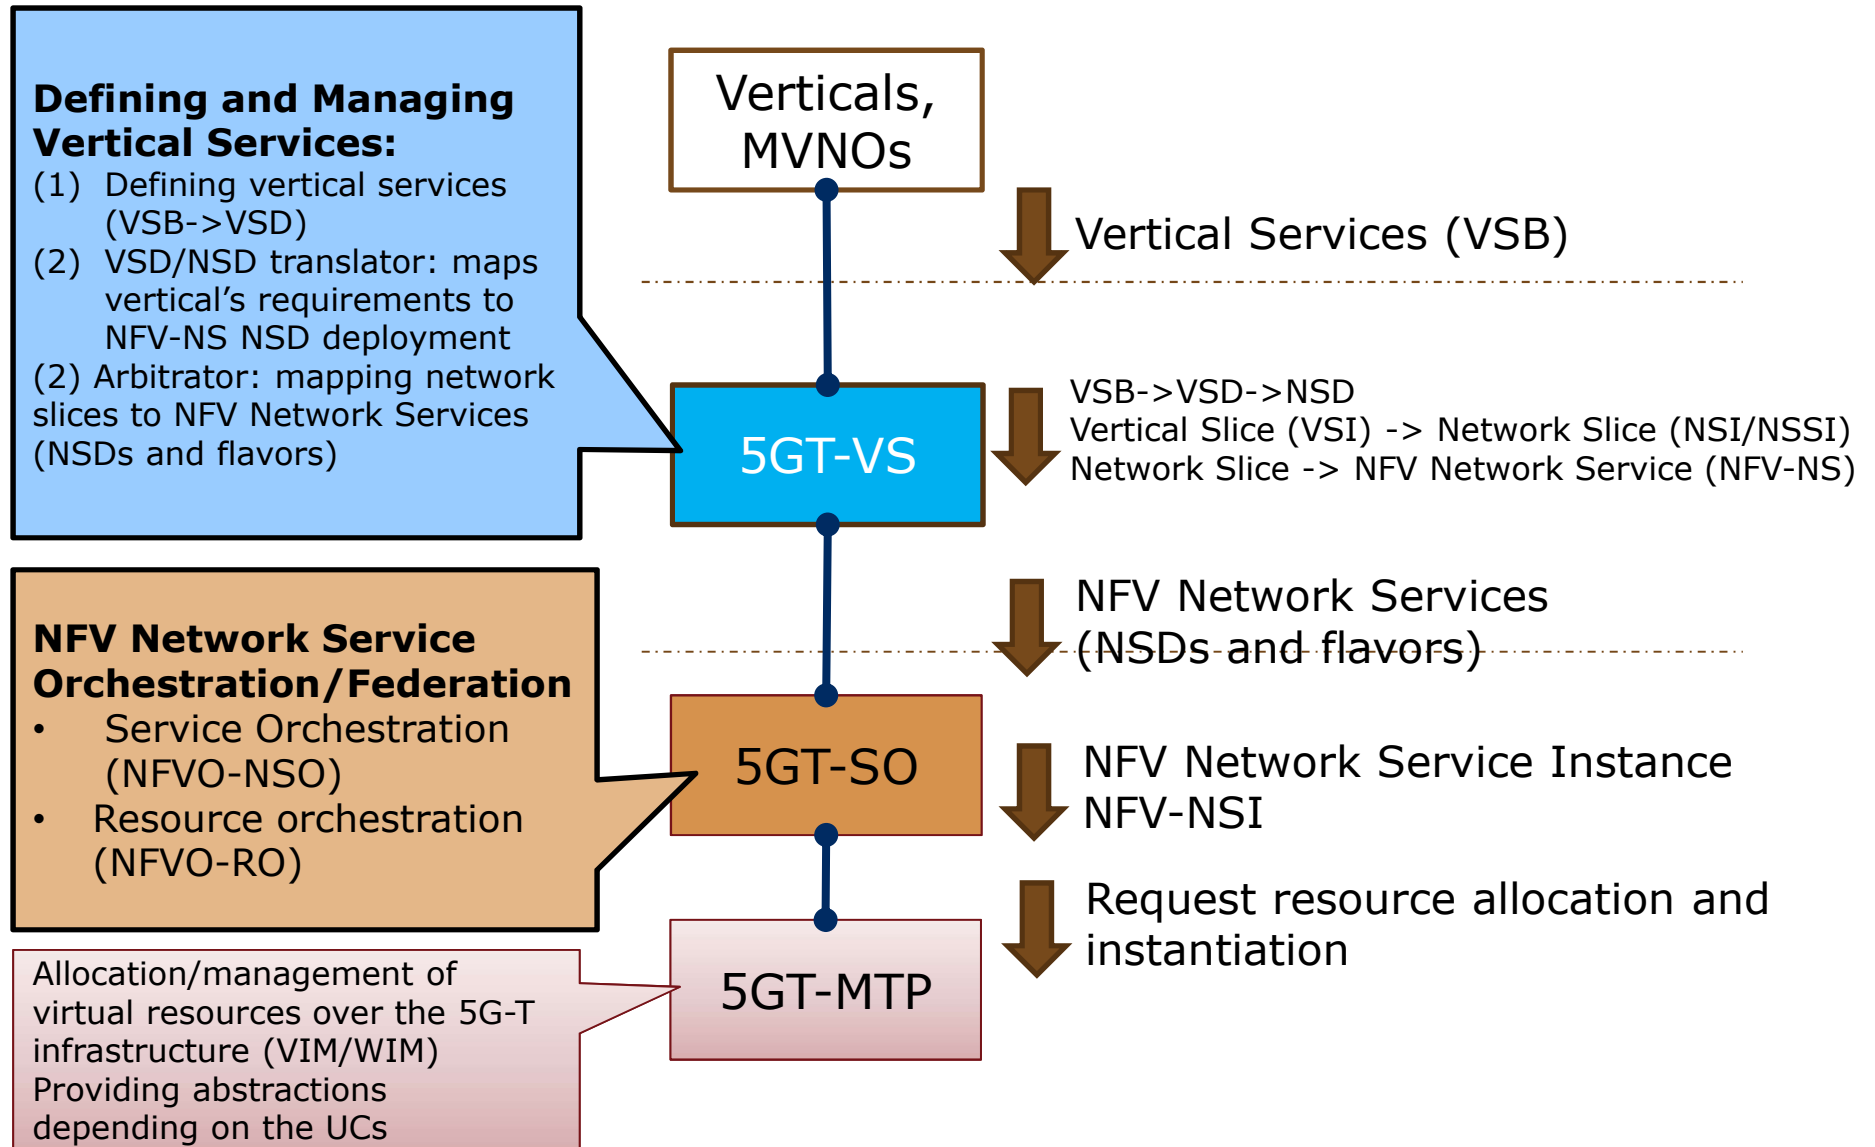 Defining and Managing
Vertical Services:
(1) Defining vertical services
(VSB->VSD)
(2) VSD/NSD translator: maps
vertical’s requirements to
NFV-NS NSD deployment
(2) Arbitrator: mapping network
slices to NFV Network Services
(NSDs and flavors)
NFV Network Service
Orchestration/Federation
• Service Orchestration
(NFVO-NSO)
• Resource orchestration
(NFVO-RO)
Allocation/management of
virtual resources over the 5G-T
infrastructure (VIM/WIM)
Providing abstractions
depending on the UCs
Verticals,
MVNOs
5GT-VS
5GT-SO
5GT-MTP
Vertical Services (VSB)
VSB->VSD->NSD
Vertical Slice (VSI) -> Network Slice (NSI/NSSI)
Network Slice -> NFV Network Service (NFV-NS)
NFV Network Services
(NSDs and flavors)
NFV Network Service Instance
NFV-NSI
Request resource allocation and
instantiation